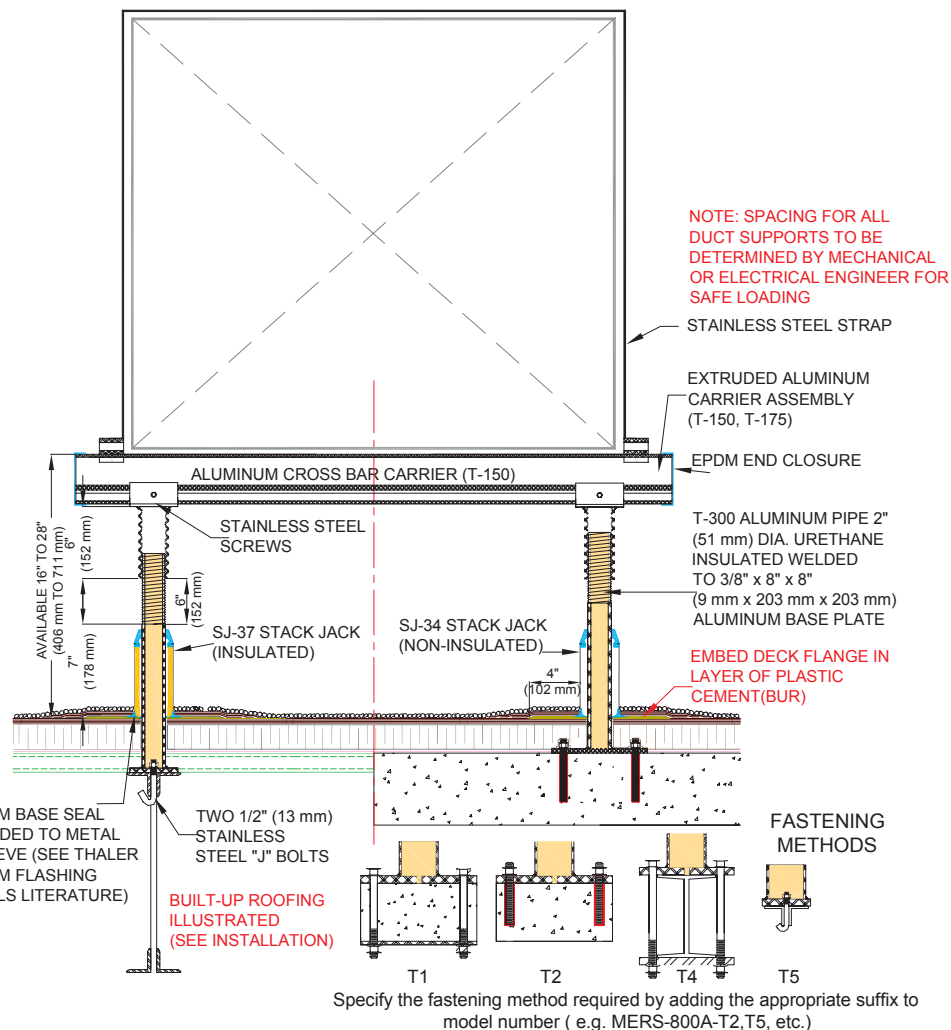 NOTE: SPACING FOR ALL
DUCT SUPPORTS TO BE
DETERMINED BY MECHANICAL
OR ELECTRICAL ENGINEER FOR
SAFE LOADING
STAINLESS STEEL STRAP
EXTRUDED ALUMINUM
CARRIER ASSEMBLY
(T-150, T-175)
EPDM END CLOSURE
ALUMINUM CROSS BAR CARRIER (T-150)
STAINLESS STEEL
SCREWS
T-300 ALUMINUM PIPE 2"
(51 mm) DIA. URETHANE
INSULATED WELDED
TO 3/8" x 8" x 8"
(9 mm x 203 mm x 203 mm)
ALUMINUM BASE PLATE
AVAILABLE 16" TO 28"
(406 mm TO 711 mm)
6"
(152 mm)
6"
(152 mm)
7"
(178 mm)
SJ-37 STACK JACK
(INSULATED)
SJ-34 STACK JACK
(NON-INSULATED)
4"
(102 mm)
EMBED DECK FLANGE IN
LAYER OF PLASTIC
CEMENT(BUR)
M BASE SEAL
DED TO METAL
EVE (SEE THALER
M FLASHING
LS LITERATURE)
TWO 1/2" (13 mm)
STAINLESS
STEEL "J" BOLTS
BUILT-UP ROOFING
ILLUSTRATED
(SEE INSTALLATION)
FASTENING
METHODS
T1 T2 T4 T5
Specify the fastening method required by adding the appropriate suffix to
model number ( e.g. MERS-800A-T2,T5, etc.)